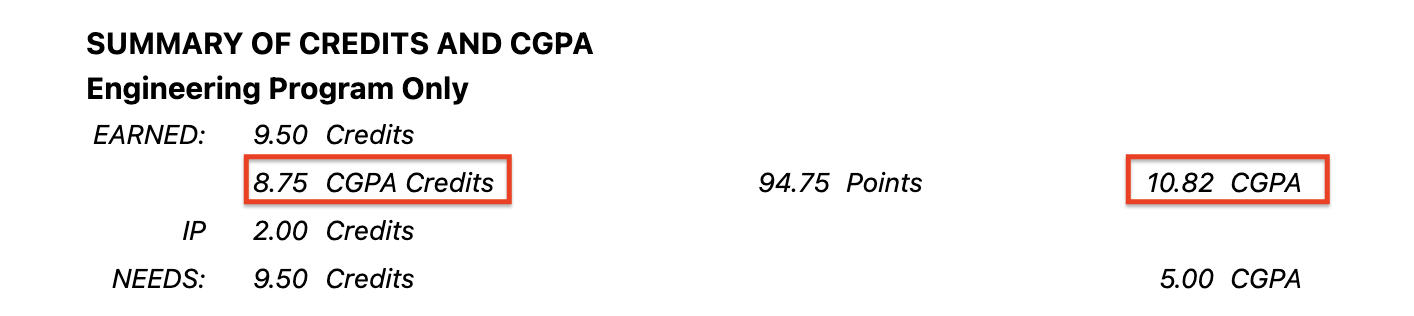 SUMMARY OF CREDITS AND CGPA
Engineering Program Only
EARNED: 9.50 Credits
8.75 CGPA Credits 94.75 Points 10.82 CGPA
IP 2.00 Credits
NEEDS: 9.50 Credits 5.00 CGPA